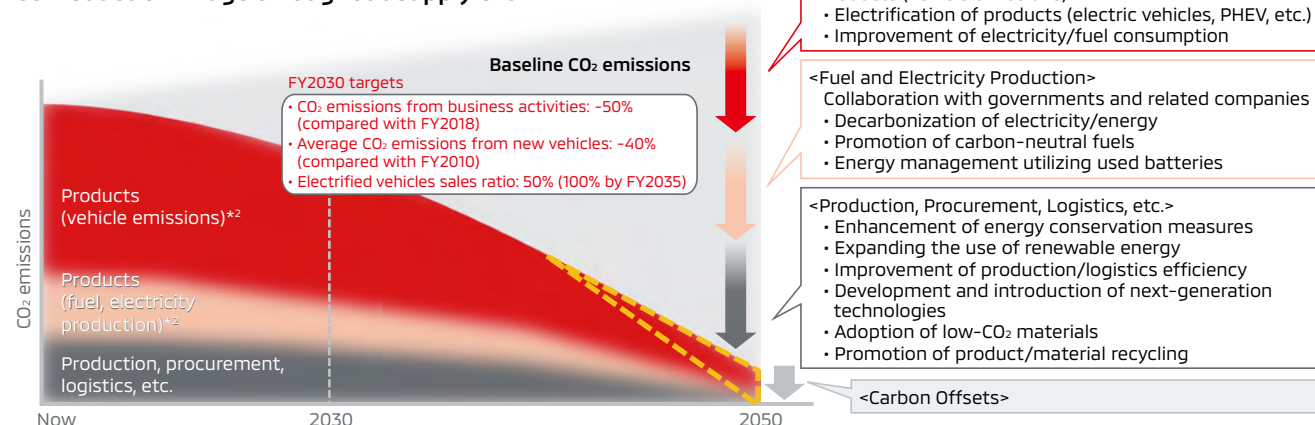 Baseline CO₂ emissions
FY2030 targets
・CO₂ emissions from business activities: -50%
(compared with FY2018)
・Average CO₂ emissions from new vehicles: -40%
(compared with FY2010)
・Electrified vehicles sales ratio: 50% (100% by FY2035)
Products
(vehicle emissions)*²
Products
(fuel, electricity
production)*²
Production, procurement,
logistics, etc.
CO₂ emissions
Now
2030
2050
・Electrification of products (electric vehicles, PHEV, etc.)
・Improvement of electricity/fuel consumption
<Fuel and Electricity Production>
Collaboration with governments and related companies
・Decarbonization of electricity/energy
・Promotion of carbon-neutral fuels
・Energy management utilizing used batteries
<Production, Procurement, Logistics, etc.>
・Enhancement of energy conservation measures
・Expanding the use of renewable energy
・Improvement of production/logistics efficiency
・Development and introduction of next-generation
technologies
・Adoption of low-CO₂ materials
・Promotion of product/material recycling
<Carbon Offsets>